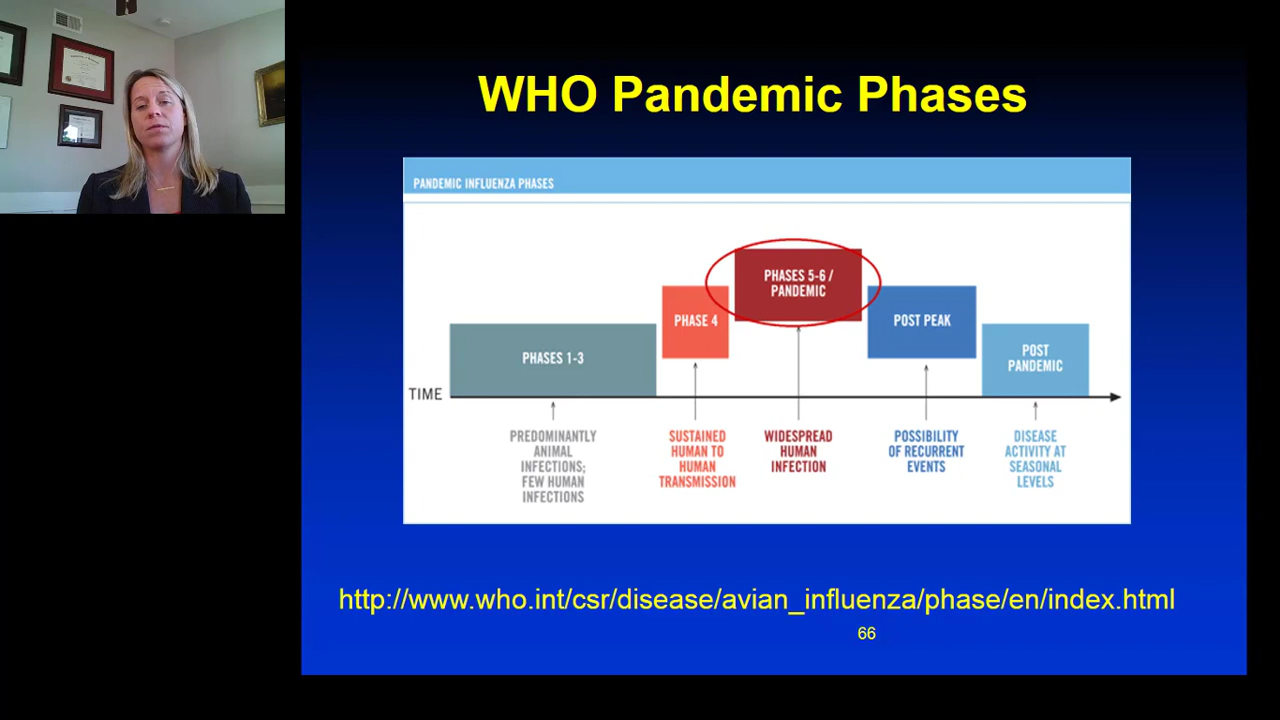 WHO Pandemic Phases
PANDEMIC INFLUENZA PHASES
PHASES 1-3
PHASE 4
PHASES 5-6 /
PANDEMIC
POST PEAK
POST
PANDEMIC
TIME
PREDOMINANTLY
ANIMAL
INFECTIONS;
FEW HUMAN
INFECTIONS
SUSTAINED
HUMAN TO
HUMAN
TRANSMISSION
WIDESPREAD
HUMAN
INFECTION
POSSIBILITY
OF RECURRENT
EVENTS
DISEASE
ACTIVITY AT
SEASONAL
LEVELS
http://www.who.int/csr/disease/avian_influenza/phase/en/index.html
66